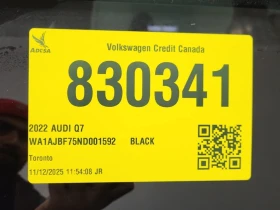 ADESA
Volkswagen Credit Canada
830341
2022 AUDI Q7
WA1AJBF75ND001592 BLACK
Toronto
11/12/2025 11:54:08 JR